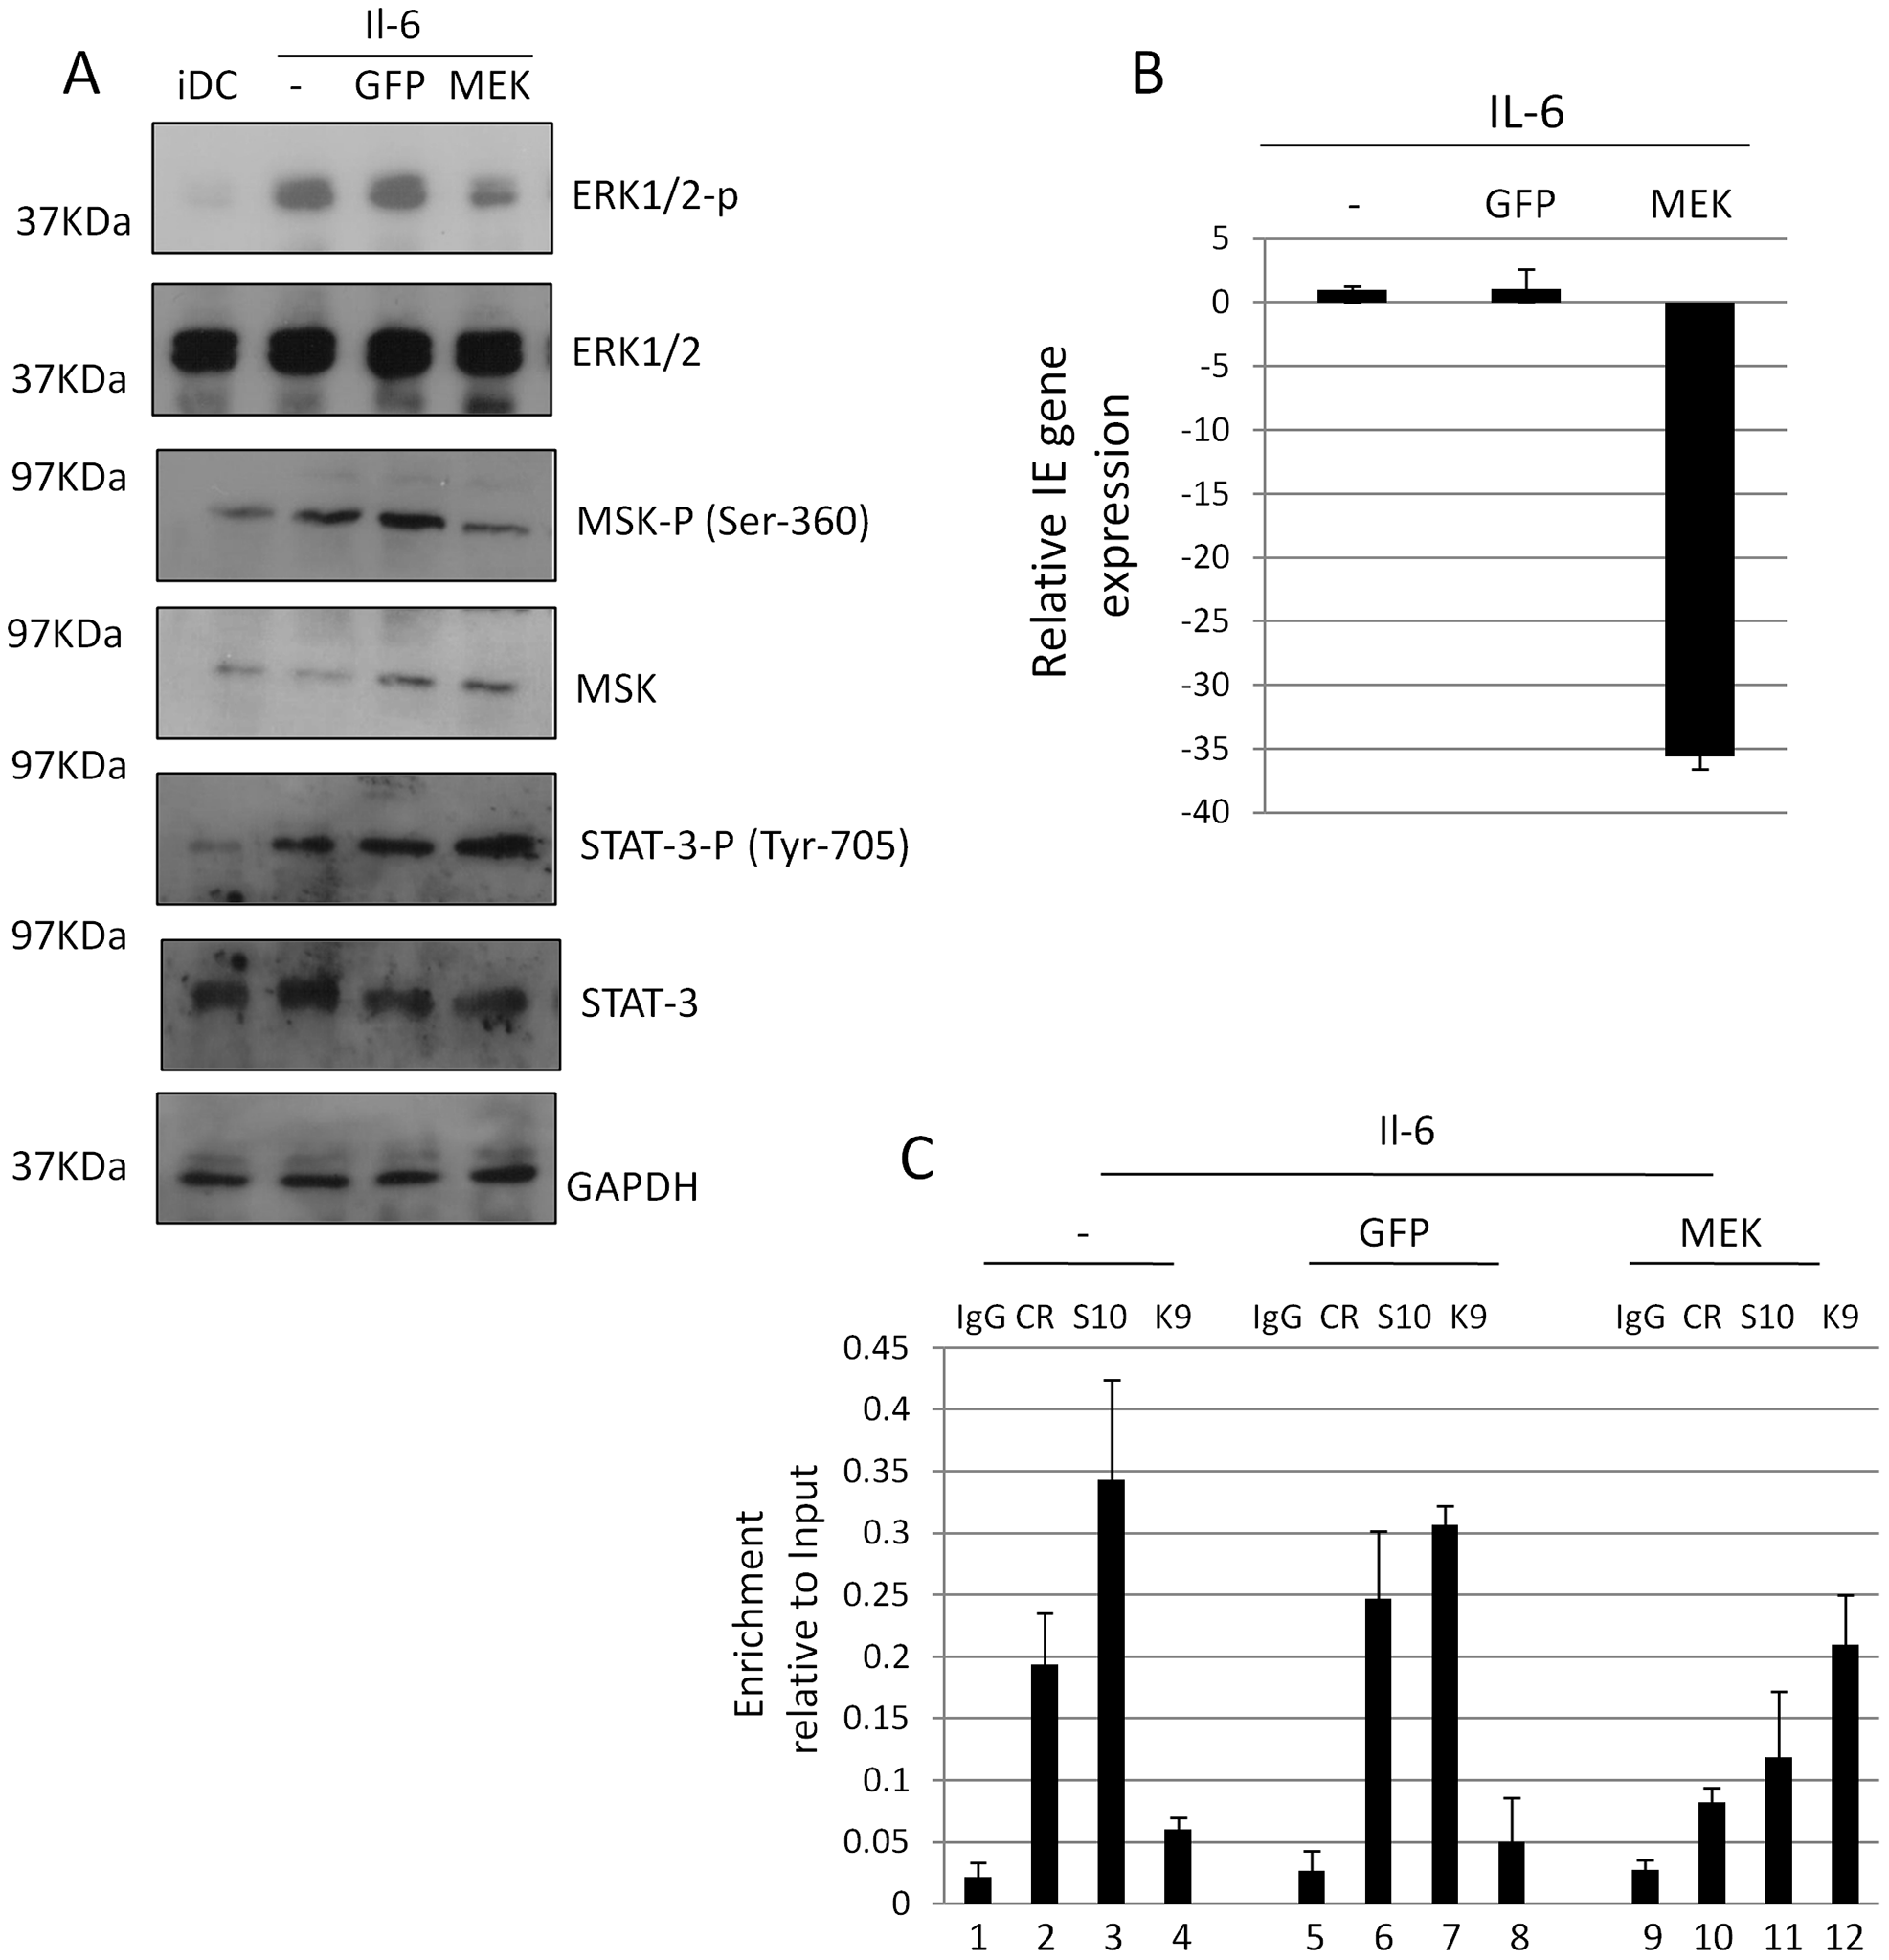 A
Il-6
iDC - GFP MEK
37KDa ERK1/2-p
37KDa ERK1/2
97KDa MSK-P (Ser-360)
97KDa MSK
97KDa STAT-3-P (Tyr-705)
97KDa STAT-3
37KDa GAPDH
B
IL-6
- GFP MEK
Relative IE gene
expression
5
0
-5
-10
-15
-20
-25
-30
-35
-40
C
Il-6
- GFP MEK
IgG CR S10 K9 IgG CR S10 K9 IgG CR S10 K9
Enrichment
relative to Input
0.45
0.4
0.35
0.3
0.25
0.2
0.15
0.1
0.05
0
1 2 3 4 5 6 7 8 9 10 11 12